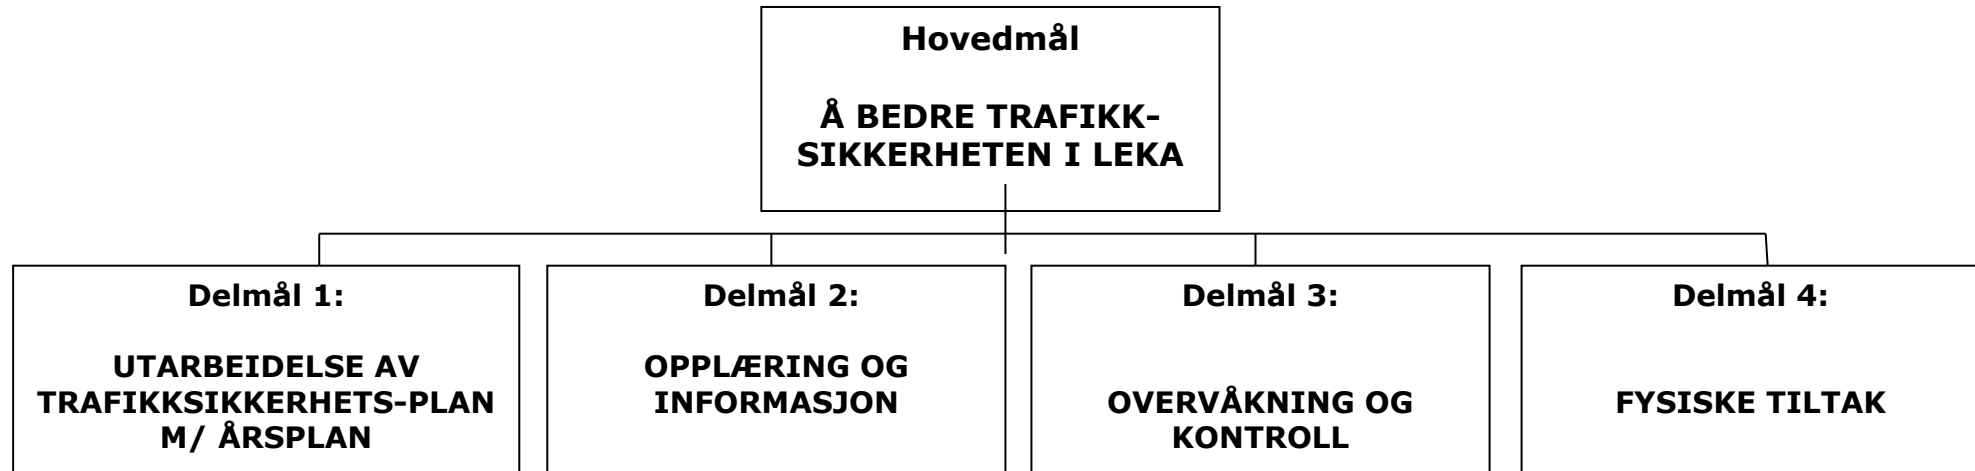 Hovedmål
Å BEDRE TRAFIKK-
SIKKERHETEN I LEKA
Delmål 1:
UTARBEIDELSE AV
TRAFIKKSIKKERHETS-PLAN
M/ ÅRSPLAN
Delmål 2:
OPPLÆRING OG
INFORMASJON
Delmål 3:
OVERVÅKNING OG
KONTROLL
Delmål 4:
FYSISKE TILTAK